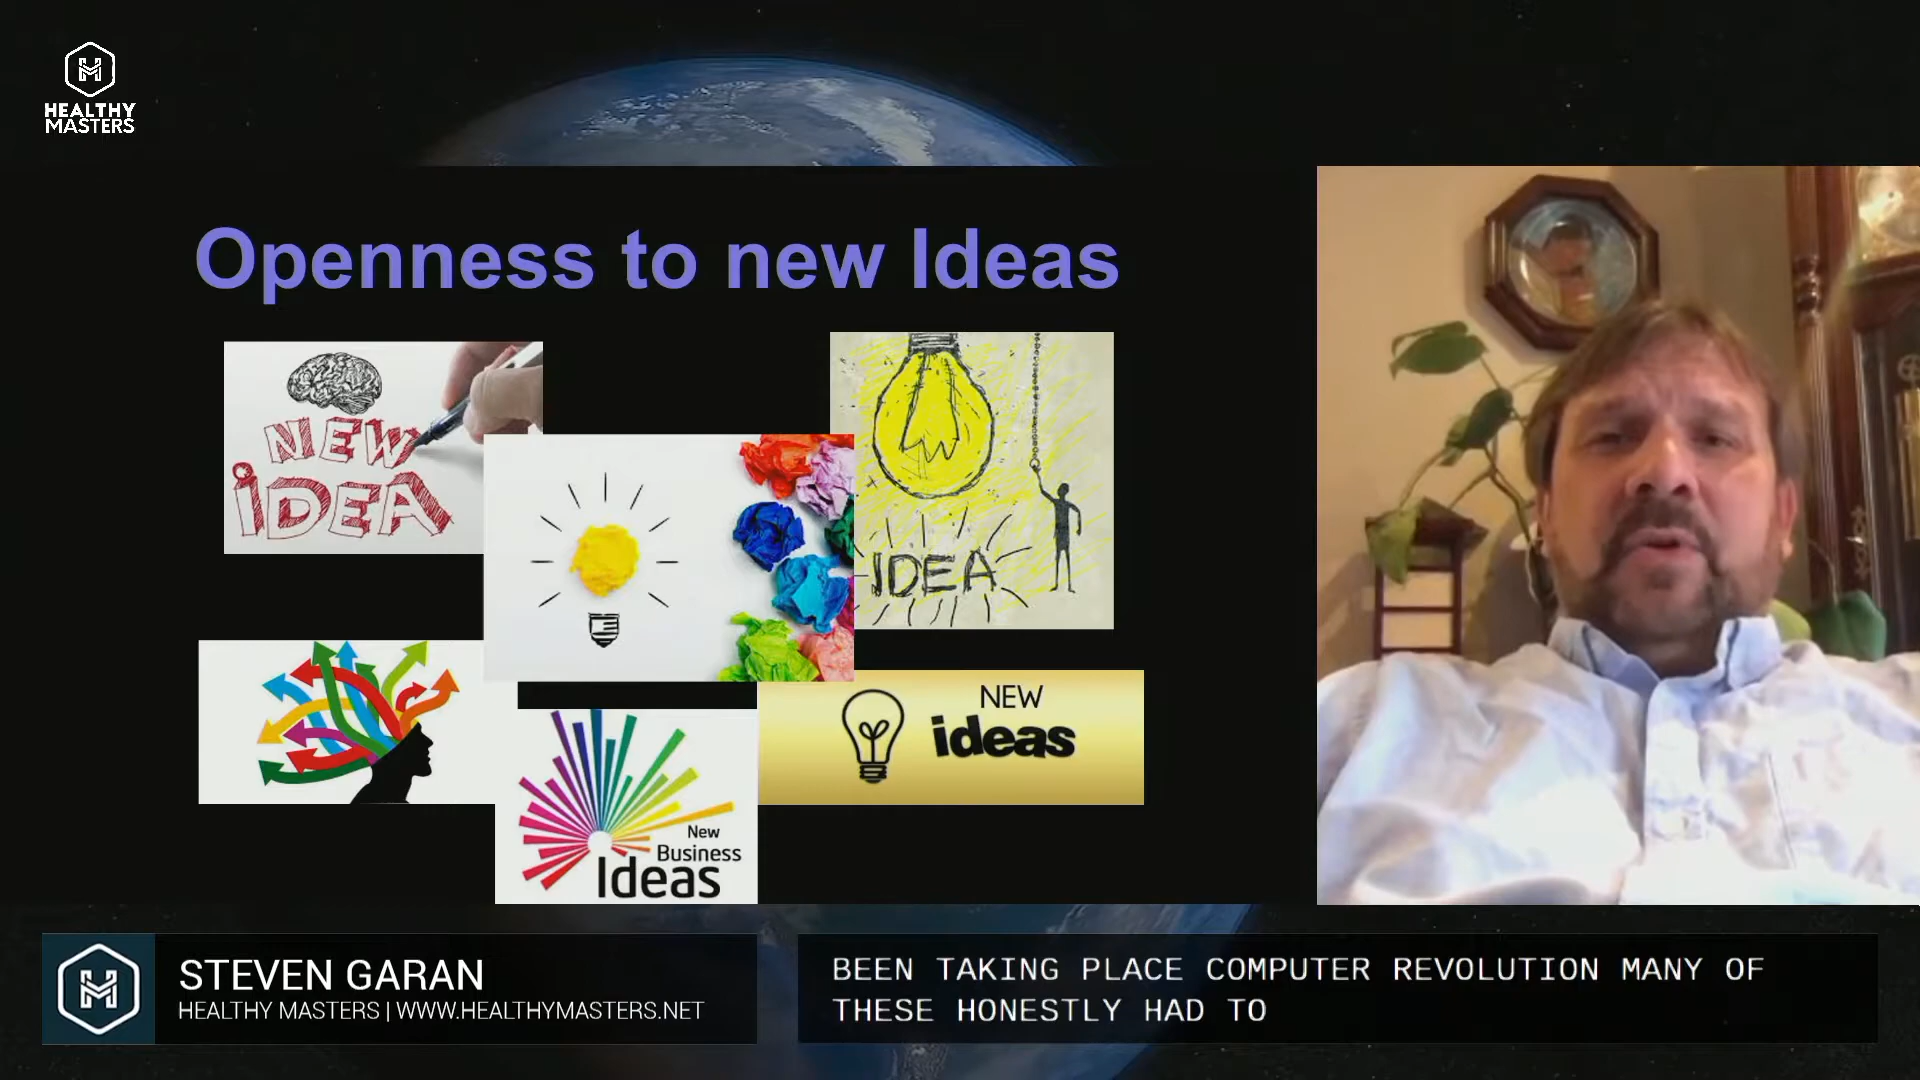 HEALTHY
MASTERS
Openness to new Ideas
NEW
iDEA
IDEA
NEW
ideas
New
Business
Ideas
STEVEN GARAN
HEALTHY MASTERS | WWW.HEALTHYMASTERS.NET
BEEN TAKING PLACE COMPUTER REVOLUTION MANY OF
THESE HONESTLY HAD TO